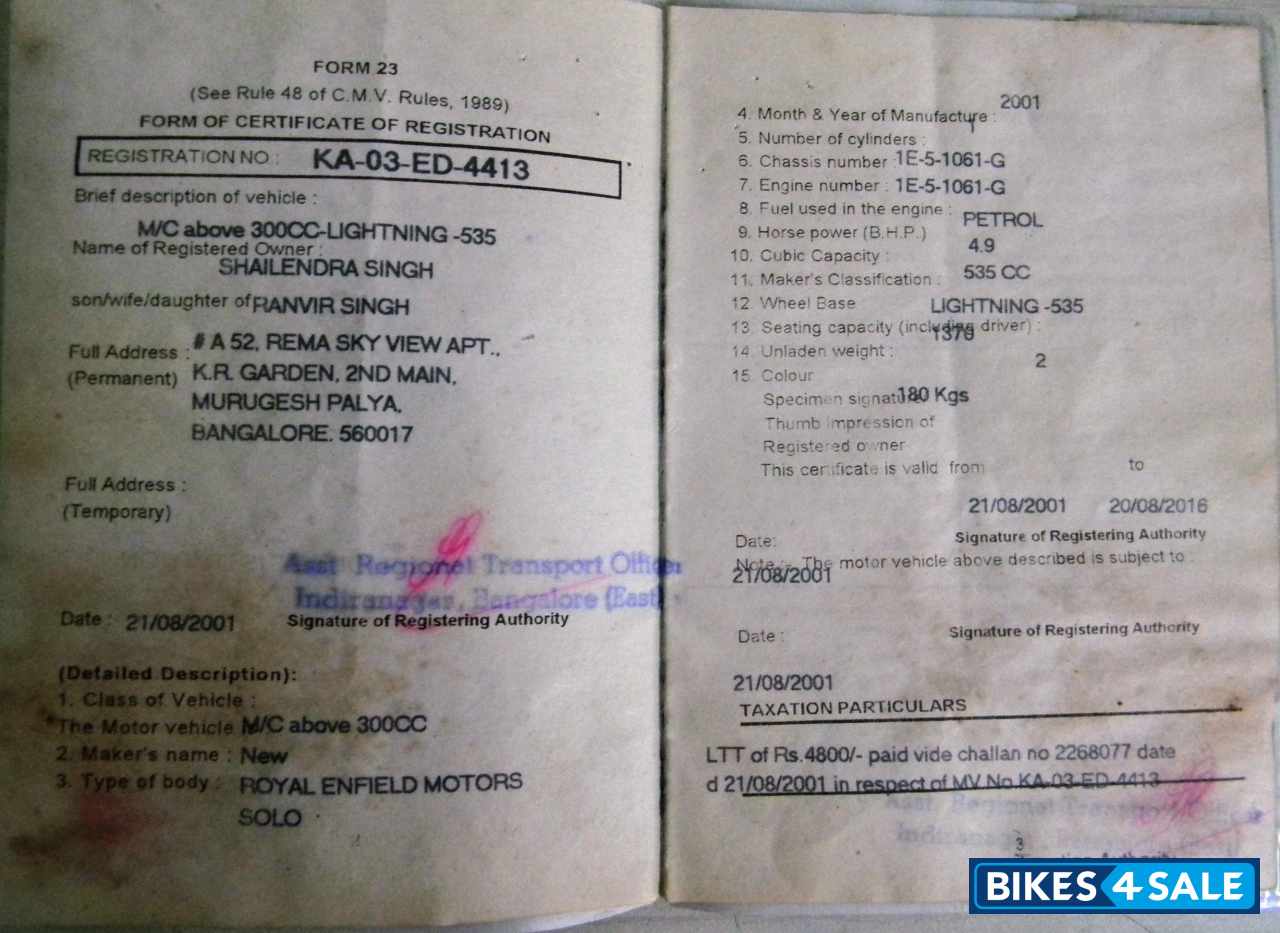 FORM 23
(See Rule 48 of C.M.V. Rules, 1989)
FORM OF CERTIFICATE OF REGISTRATION
REGISTRATION NO : KA-03-ED-4413
Brief description of vehicle :
M/C above 300CC-LIGHTNING -535
Name of Registered Owner :
SHAILENDRA SINGH
son/wife/daughter of RANVIR SINGH
Full Address : # A 52, REMA SKY VIEW APT.,
(Permanent) K.R. GARDEN, 2ND MAIN,
MURUGESH PALYA,
BANGALORE. 560017
Full Address :
(Temporary)
Asst Regional Transport Officer
Indiranagar, Bangalore (East)
Date : 21/08/2001 Signature of Registering Authority
(Detailed Description):
1. Class of Vehicle :
The Motor vehicle M/C above 300CC
2. Maker's name : New
3. Type of body : ROYAL ENFIELD MOTORS
SOLO
4. Month & Year of Manufacture : 2001
5. Number of cylinders :
6. Chassis number : 1E-5-1061-G
7. Engine number : 1E-5-1061-G
8. Fuel used in the engine : PETROL
9. Horse power (B.H.P.)
4.9
10. Cubic Capacity :
11. Maker's Classification : 535 CC
12. Wheel Base LIGHTNING -535
13. Seating capacity (including driver) :
1370
14. Unladen weight :
2
15. Colour
Specimen signature 180 Kgs
Thumb impression of
Registered owner
This certificate is valid from to
21/08/2001 20/08/2016
Date: Signature of Registering Authority
Note :- The motor vehicle above described is subject to :
21/08/2001
Date : Signature of Registering Authority
21/08/2001
TAXATION PARTICULARS
LTT of Rs.4800/- paid vide challan no 2268077 date
d 21/08/2001 in respect of MV No.KA-03-ED-4413
Asst Regional Transport Officer
Indiranagar,
3
BIKES4SALE